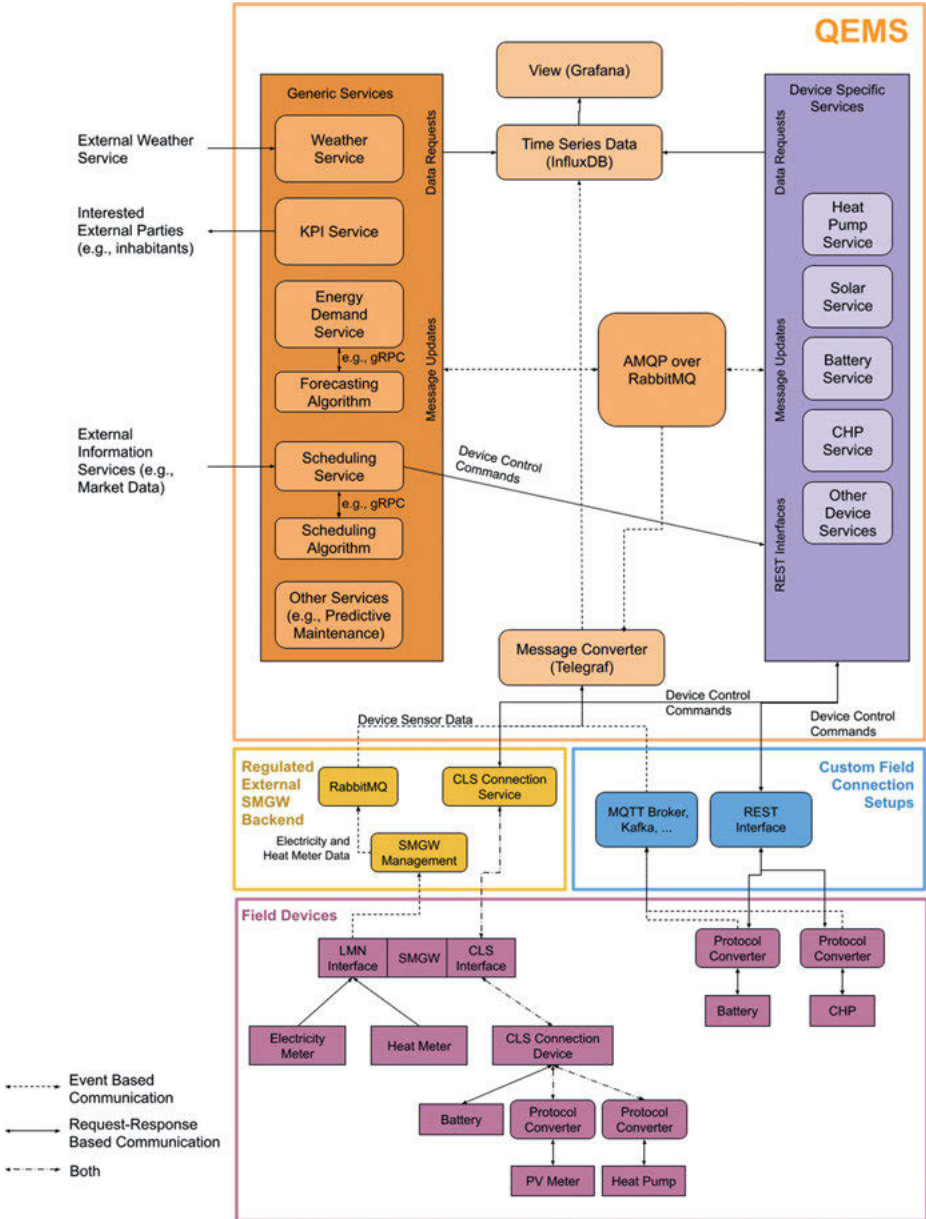 QEMS
View (Grafana)
Generic Services
Device Specific
Services
External Weather
Service
Weather
Service
Data Requests
Time Series Data
(InfluxDB)
Data Requests
Interested
External Parties
(e.g., inhabitants)
KPI Service
Heat
Pump
Service
Energy
Demand
Service
Solar
Service
e.g., gRPC
Forecasting
Algorithm
Message Updates
AMQP over
RabbitMQ
Message Updates
Battery
Service
CHP
Service
External
Information
Services (e.g.,
Market Data)
Scheduling
Service
Device Control
Commands
e.g., gRPC
Scheduling
Algorithm
REST Interfaces
Other
Device
Services
Other Services
(e.g., Predictive
Maintenance)
Message Converter
(Telegraf)
Device Control
Commands
Device Sensor Data
Device Control
Commands
Regulated
External
SMGW
Backend
RabbitMQ
CLS Connection
Service
Custom Field
Connection
Setups
MQTT Broker,
Kafka, ...
REST
Interface
Electricity and
Heat Meter Data
SMGW
Management
Field Devices
LMN
Interface
SMGW
CLS
Interface
Protocol
Converter
Protocol
Converter
Battery
CHP
Electricity
Meter
Heat Meter
CLS Connection
Device
Battery
Protocol
Converter
Protocol
Converter
PV Meter
Heat Pump
Event Based
Communication
Request-Response
Based Communication
Both